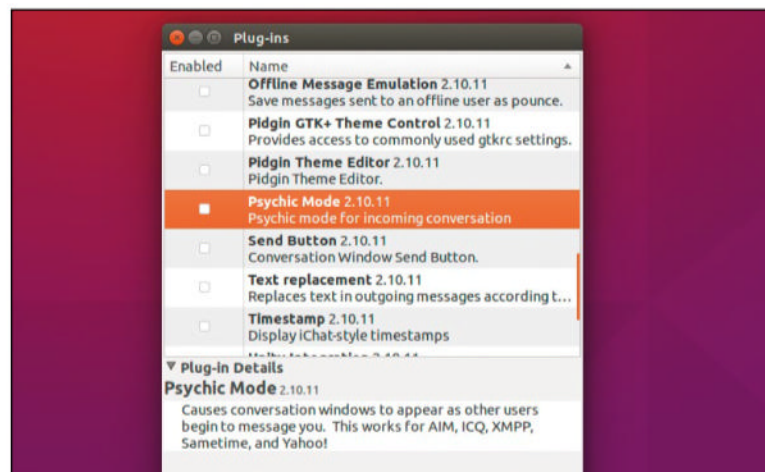 Plug-ins
Enabled Name
Offline Message Emulation 2.10.11
Save messages sent to an offline user as pounce.
Pidgin GTK+ Theme Control 2.10.11
Provides access to commonly used gtkrc settings.
Pidgin Theme Editor 2.10.11
Pidgin Theme Editor.
Psychic Mode 2.10.11
Psychic mode for incoming conversation
Send Button 2.10.11
Conversation Window Send Button.
Text replacement 2.10.11
Replaces text in outgoing messages according t...
Timestamp 2.10.11
Display iChat-style timestamps
Plug-in Details
Psychic Mode 2.10.11
Causes conversation windows to appear as other users
begin to message you. This works for AIM, ICQ, XMPP,
Sametime, and Yahoo!